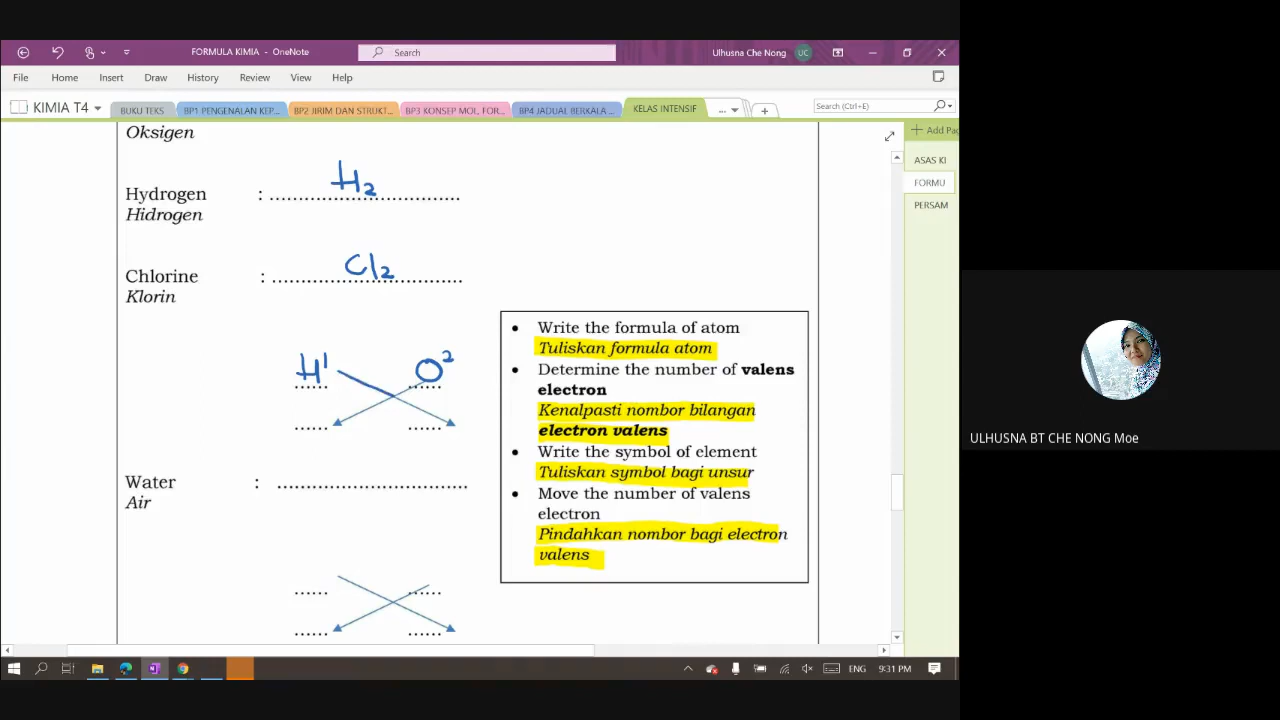 FORMULA KIMIA - OneNote
Search
Ulhusna Che Nong
UC
File Home Insert Draw History Review View Help
KIMIA T4
BUKU TEKS
BP1 PENGENALAN KEP...
BP2 JIRIM DAN STRUKT...
BP3 KONSEP MOL, FOR...
BP4 JADUAL BERKALA ...
KELAS INTENSIF
...
Search (Ctrl+E)
Add Pag
ASAS KI
FORMU
PERSAM
Oksigen
Hydrogen : ................................ H₂
Hidrogen
Chlorine : ................................ Cl₂
Klorin
H¹ O²
...... ......
...... ......
Water : ................................
Air
...... ......
...... ......
• Write the formula of atom
Tuliskan formula atom
• Determine the number of valens
electron
Kenalpasti nombor bilangan
electron valens
• Write the symbol of element
Tuliskan symbol bagi unsur
• Move the number of valens
electron
Pindahkan nombor bagi electron
valens
ULHUSNA BT CHE NONG Moe
ENG 9:31 PM